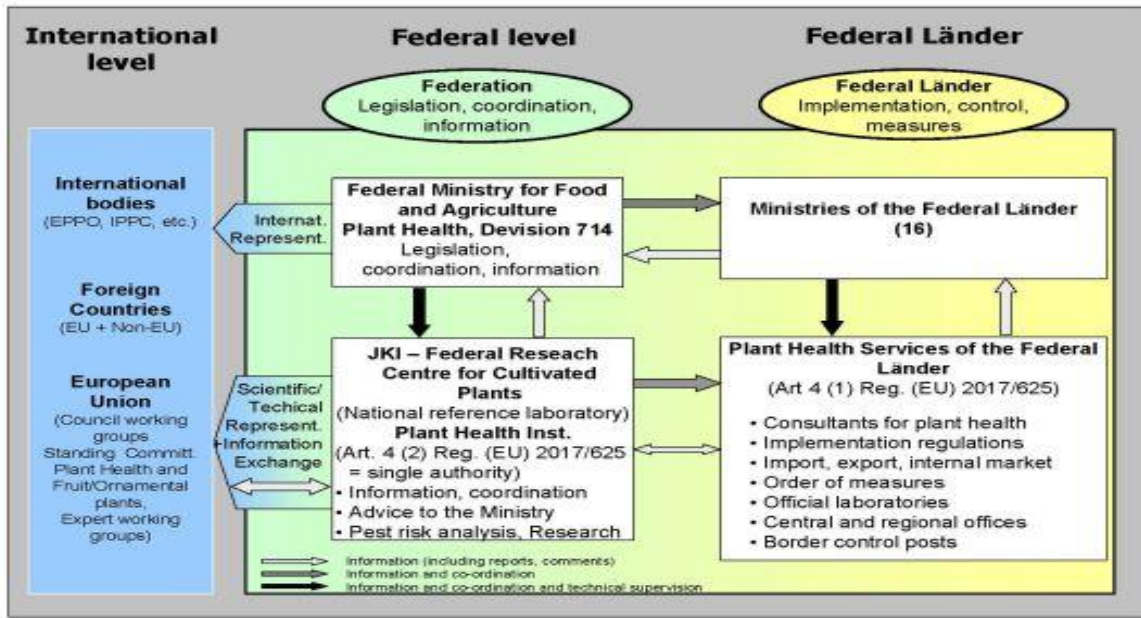 International
level
Federal level
Federal Länder
Federation
Legislation, coordination,
information
Federal Länder
Implementation, control,
measures
International
bodies
(EPPO, IPPC, etc.)
Foreign
Countries
(EU + Non-EU)
European
Union
(Council working
groups
Standing, Committ.
Plant Health and
Fruit/Ornamental
plants,
Expert working
groups)
Internat.
Represent.
Scientific/
Techical
Represent.
+Information
Exchange
Federal Ministry for Food
and Agriculture
Plant Health, Devision 714
Legislation,
coordination, information
JKI – Federal Reseach
Centre for Cultivated
Plants
(National reference laboratory)
Plant Health Inst.
(Art. 4 (2) Reg. (EU) 2017/625
= single authority)
• Information, coordination
• Advice to the Ministry
• Pest risk analysis, Research
Ministries of the Federal Länder
(16)
Plant Health Services of the Federal
Länder
(Art 4 (1) Reg. (EU) 2017/625)
• Consultants for plant health
• Implementation regulations
• Import, export, internal market
• Order of measures
• Official laboratories
• Central and regional offices
• Border control posts
Information (including reports, comments)
Information and co-ordination
Information and co-ordination and technical supervision